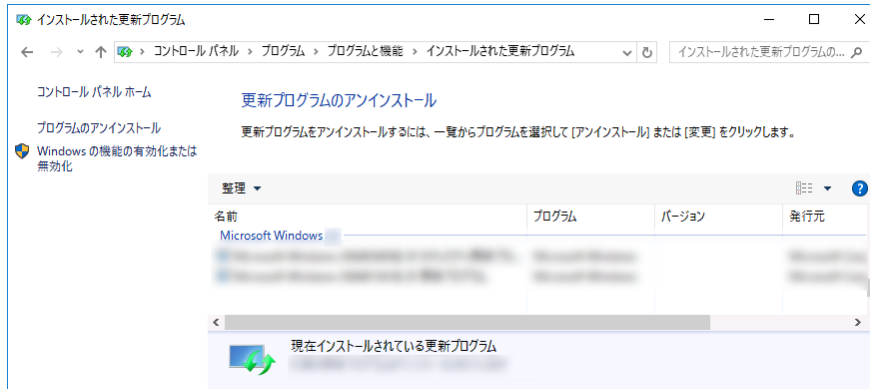 インストールされた更新プログラム
コントロール パネル › プログラム › プログラムと機能 › インストールされた更新プログラム
インストールされた更新プログラムの...
コントロール パネル ホーム
プログラムのアンインストール
Windows の機能の有効化または
無効化
更新プログラムのアンインストール
更新プログラムをアンインストールするには、一覧からプログラムを選択して [アンインストール] または [変更] をクリックします。
整理
名前 プログラム バージョン 発行元
Microsoft Windows
現在インストールされている更新プログラム